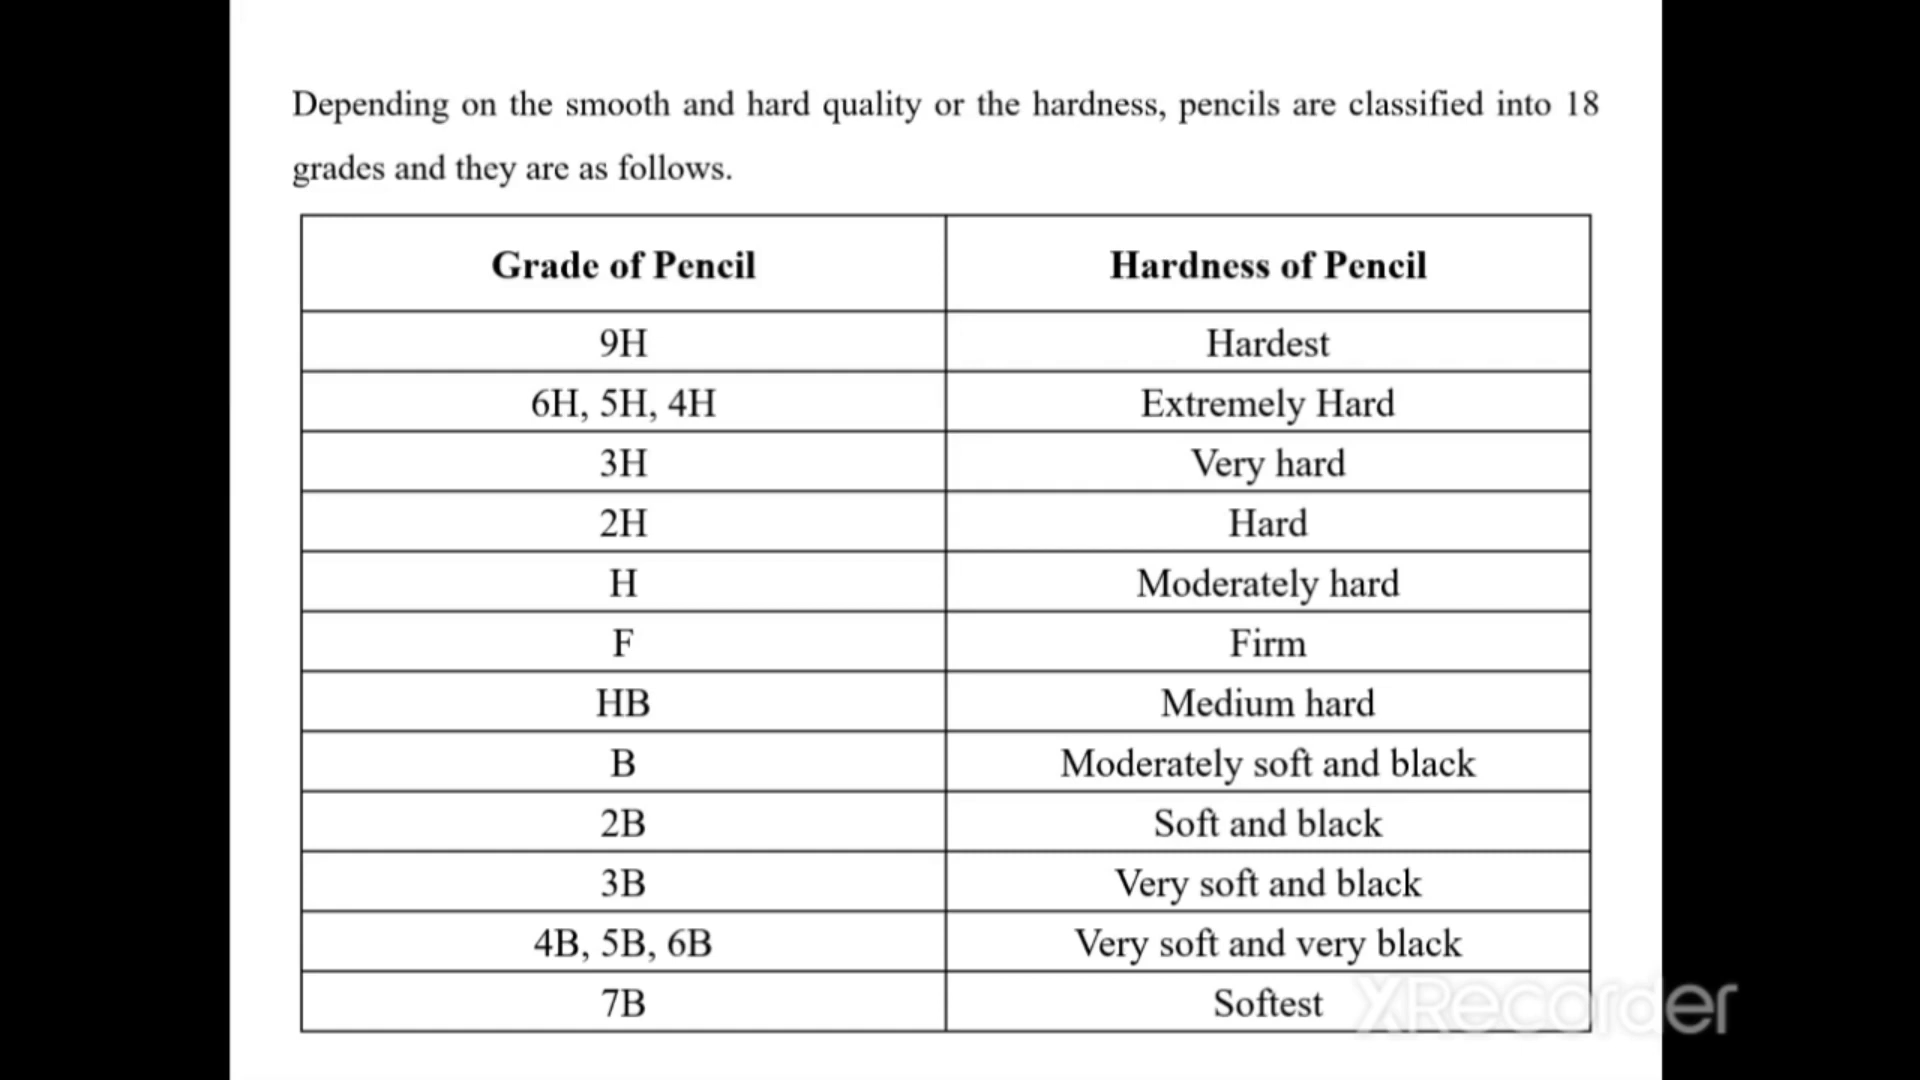 Depending on the smooth and hard quality or the hardness, pencils are classified into 18
grades and they are as follows.
Grade of Pencil Hardness of Pencil
9H Hardest
6H, 5H, 4H Extremely Hard
3H Very hard
2H Hard
H Moderately hard
F Firm
HB Medium hard
B Moderately soft and black
2B Soft and black
3B Very soft and black
4B, 5B, 6B Very soft and very black
7B Softest
XRecorder